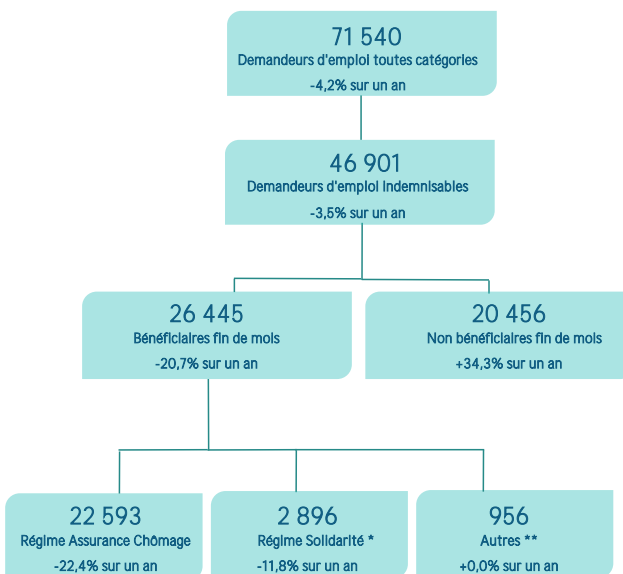 71 540
Demandeurs d'emploi toutes catégories
-4,2% sur un an
46 901
Demandeurs d'emploi indemnisables
-3,5% sur un an
26 445
Bénéficiaires fin de mois
-20,7% sur un an
20 456
Non bénéficiaires fin de mois
+34,3% sur un an
22 593
Régime Assurance Chômage
-22,4% sur un an
2 896
Régime Solidarité *
-11,8% sur un an
956
Autres **
+0,0% sur un an